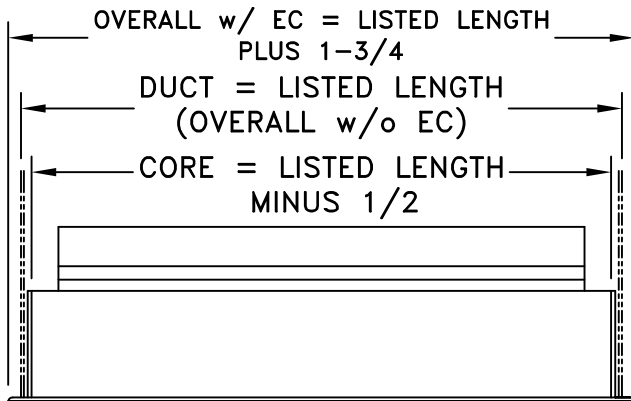 OVERALL w/ EC = LISTED LENGTH
PLUS 1-3/4
DUCT = LISTED LENGTH
(OVERALL w/o EC)
CORE = LISTED LENGTH
MINUS 1/2